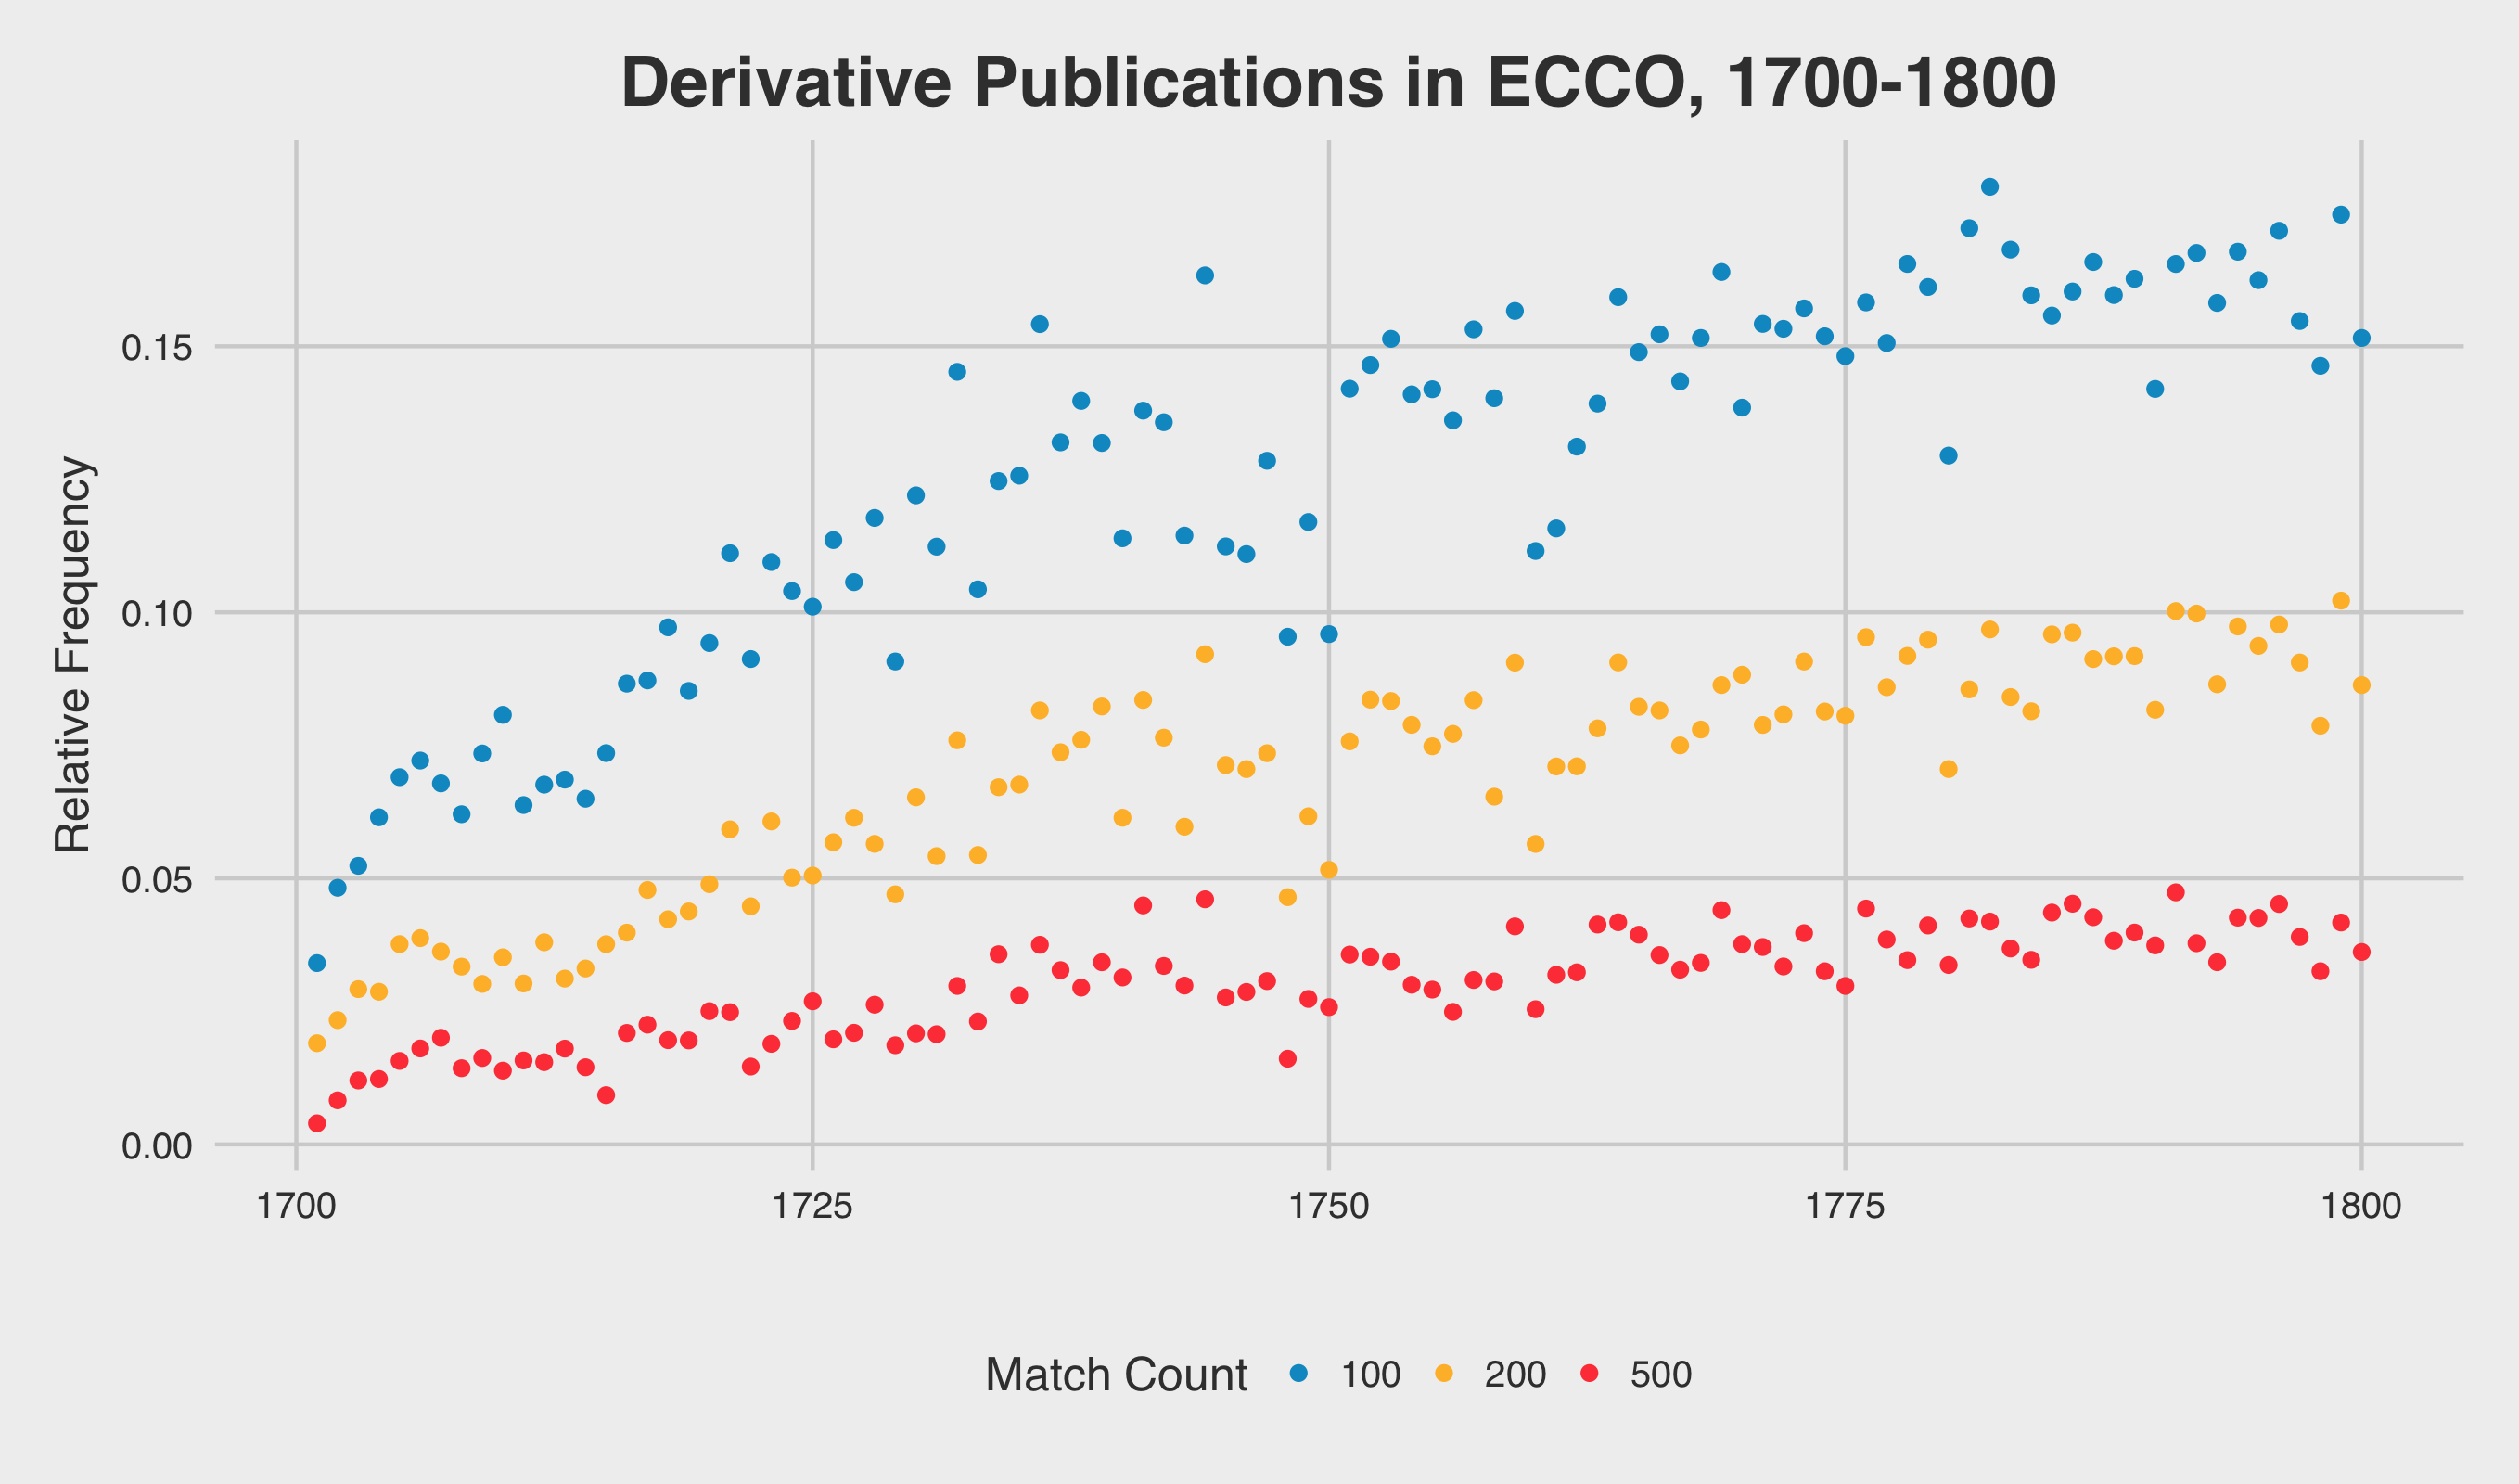 Derivative Publications in ECCO, 1700-1800
Relative Frequency
0.15
0.10
0.05
0.00
1700 1725 1750 1775 1800
Match Count 100 200 500